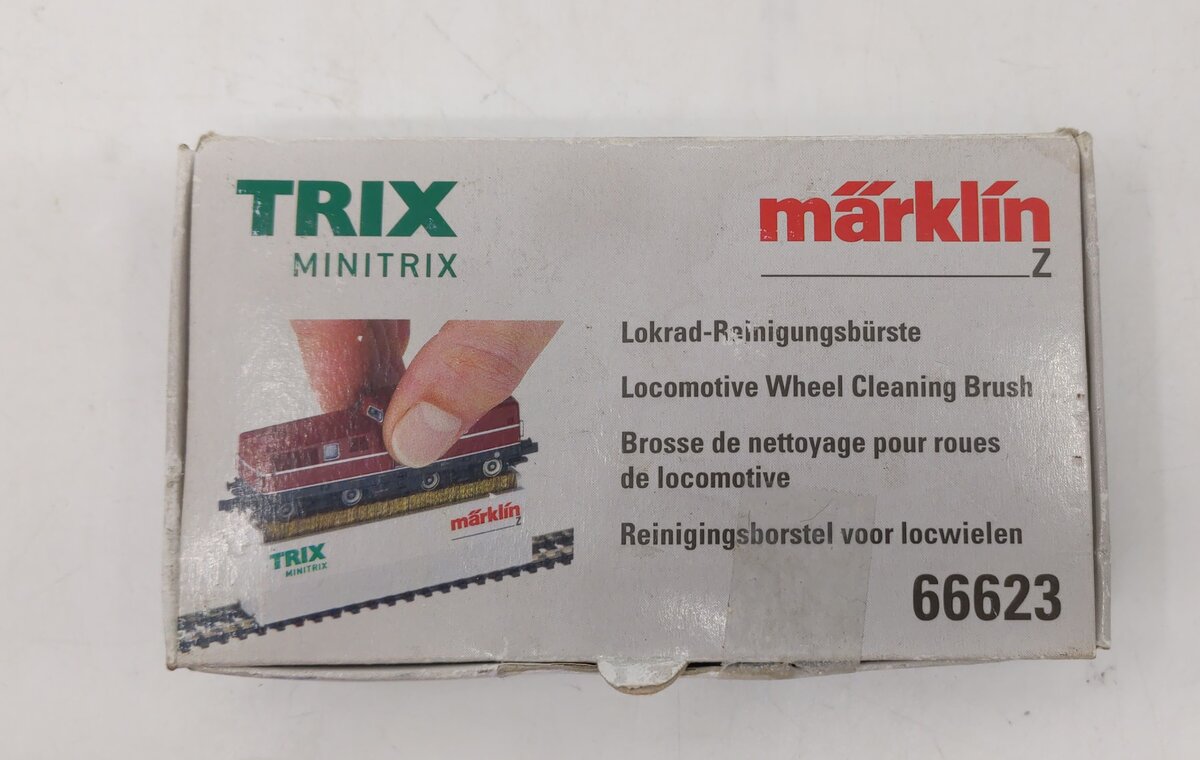 TRIX
MINITRIX
märklin
Z
Lokrad-Reinigungsbürste
Locomotive Wheel Cleaning Brush
Brosse de nettoyage pour roues
de locomotive
Reinigingsborstel voor locwielen
66623
märklin
Z
TRIX
MINITRIX